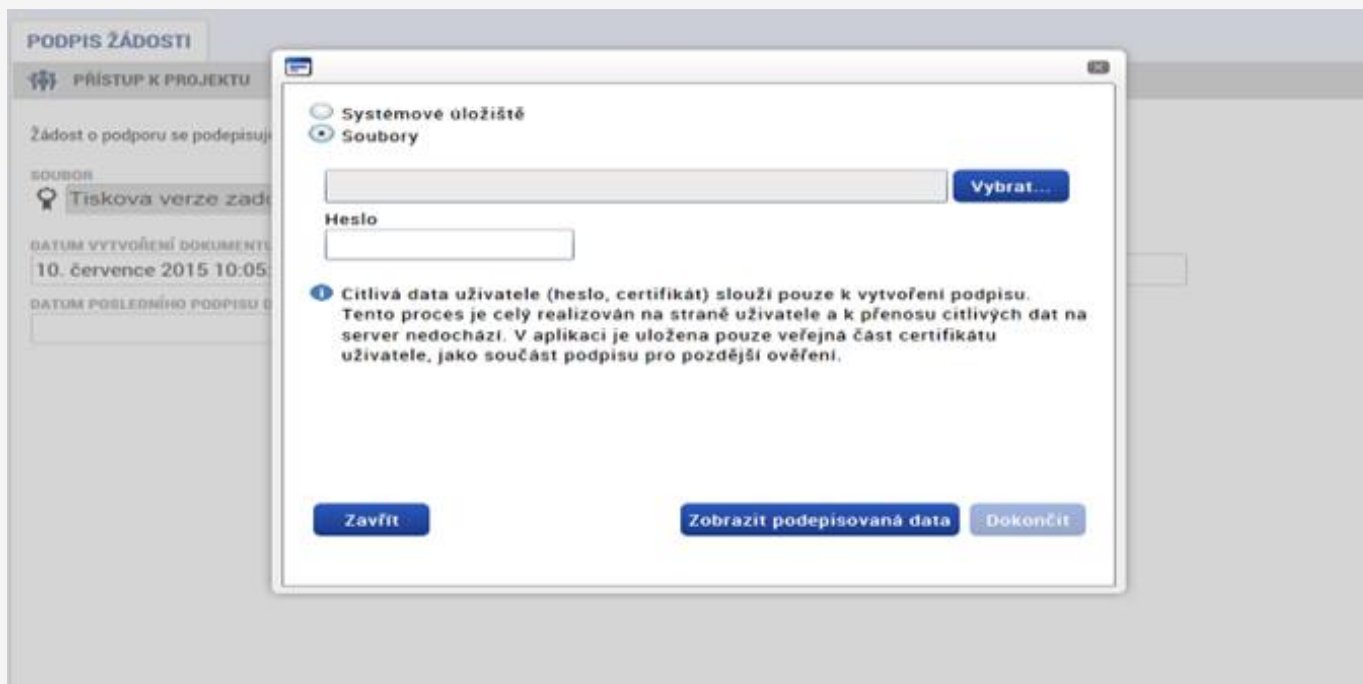 PODPIS ŽÁDOSTI
PŘÍSTUP K PROJEKTU
Žádost o podporu se podepisuj
SOUBOR
Tiskova verze zado
DATUM VYTVOŘENÍ DOKUMENTU
10. července 2015 10:05:
DATUM POSLEDNÍHO PODPISU D
Systémové úložiště
Soubory
Vybrat...
Heslo
Citlivá data uživatele (heslo, certifikát) slouží pouze k vytvoření podpisu.
Tento proces je celý realizován na straně uživatele a k přenosu citlivých dat na
server nedochází. V aplikaci je uložena pouze veřejná část certifikátu
uživatele, jako součást podpisu pro pozdější ověření.
Zavřít
Zobrazit podepisovaná data
Dokončit